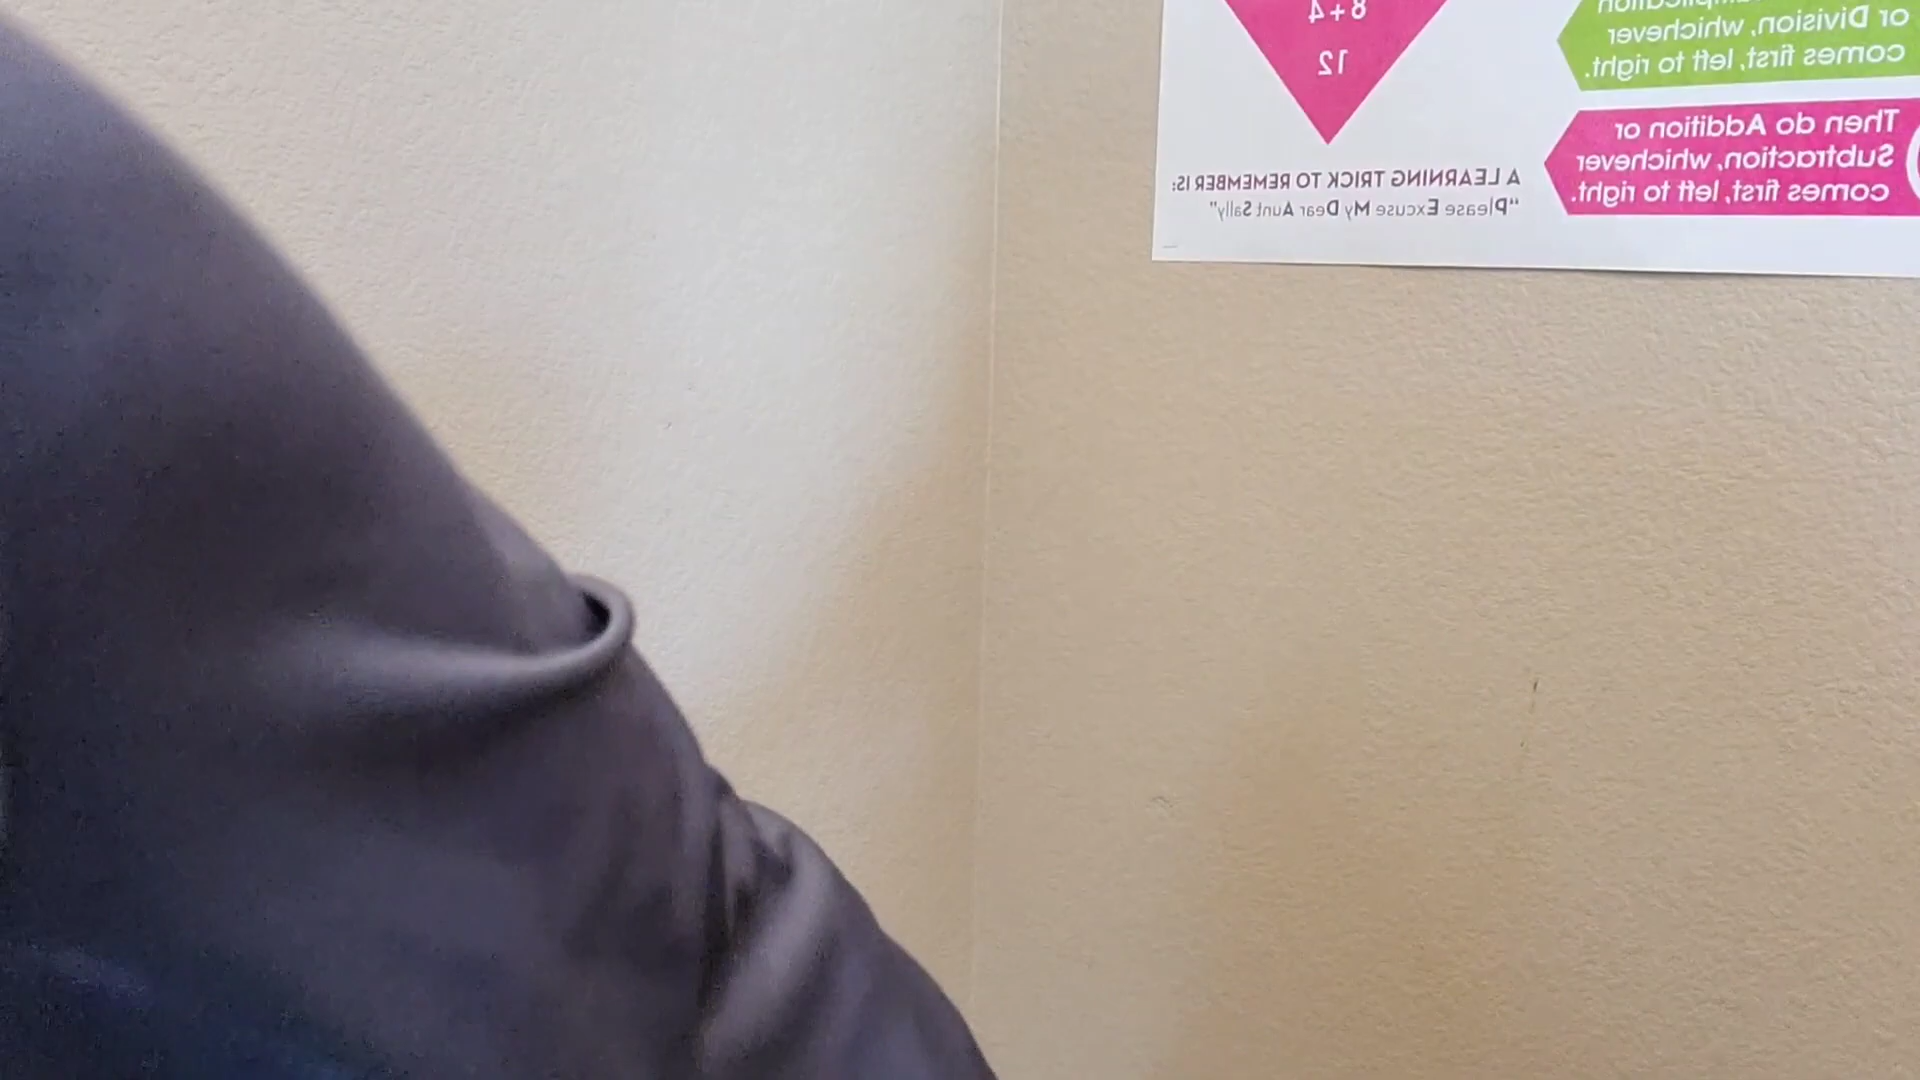 8+4
12
A LEARNING TRICK TO REMEMBER IS:
"Please Excuse My Dear Aunt Sally"
or Division, whichever
comes first, left to right.
Then do Addition or
Subtraction, whichever
comes first, left to right.